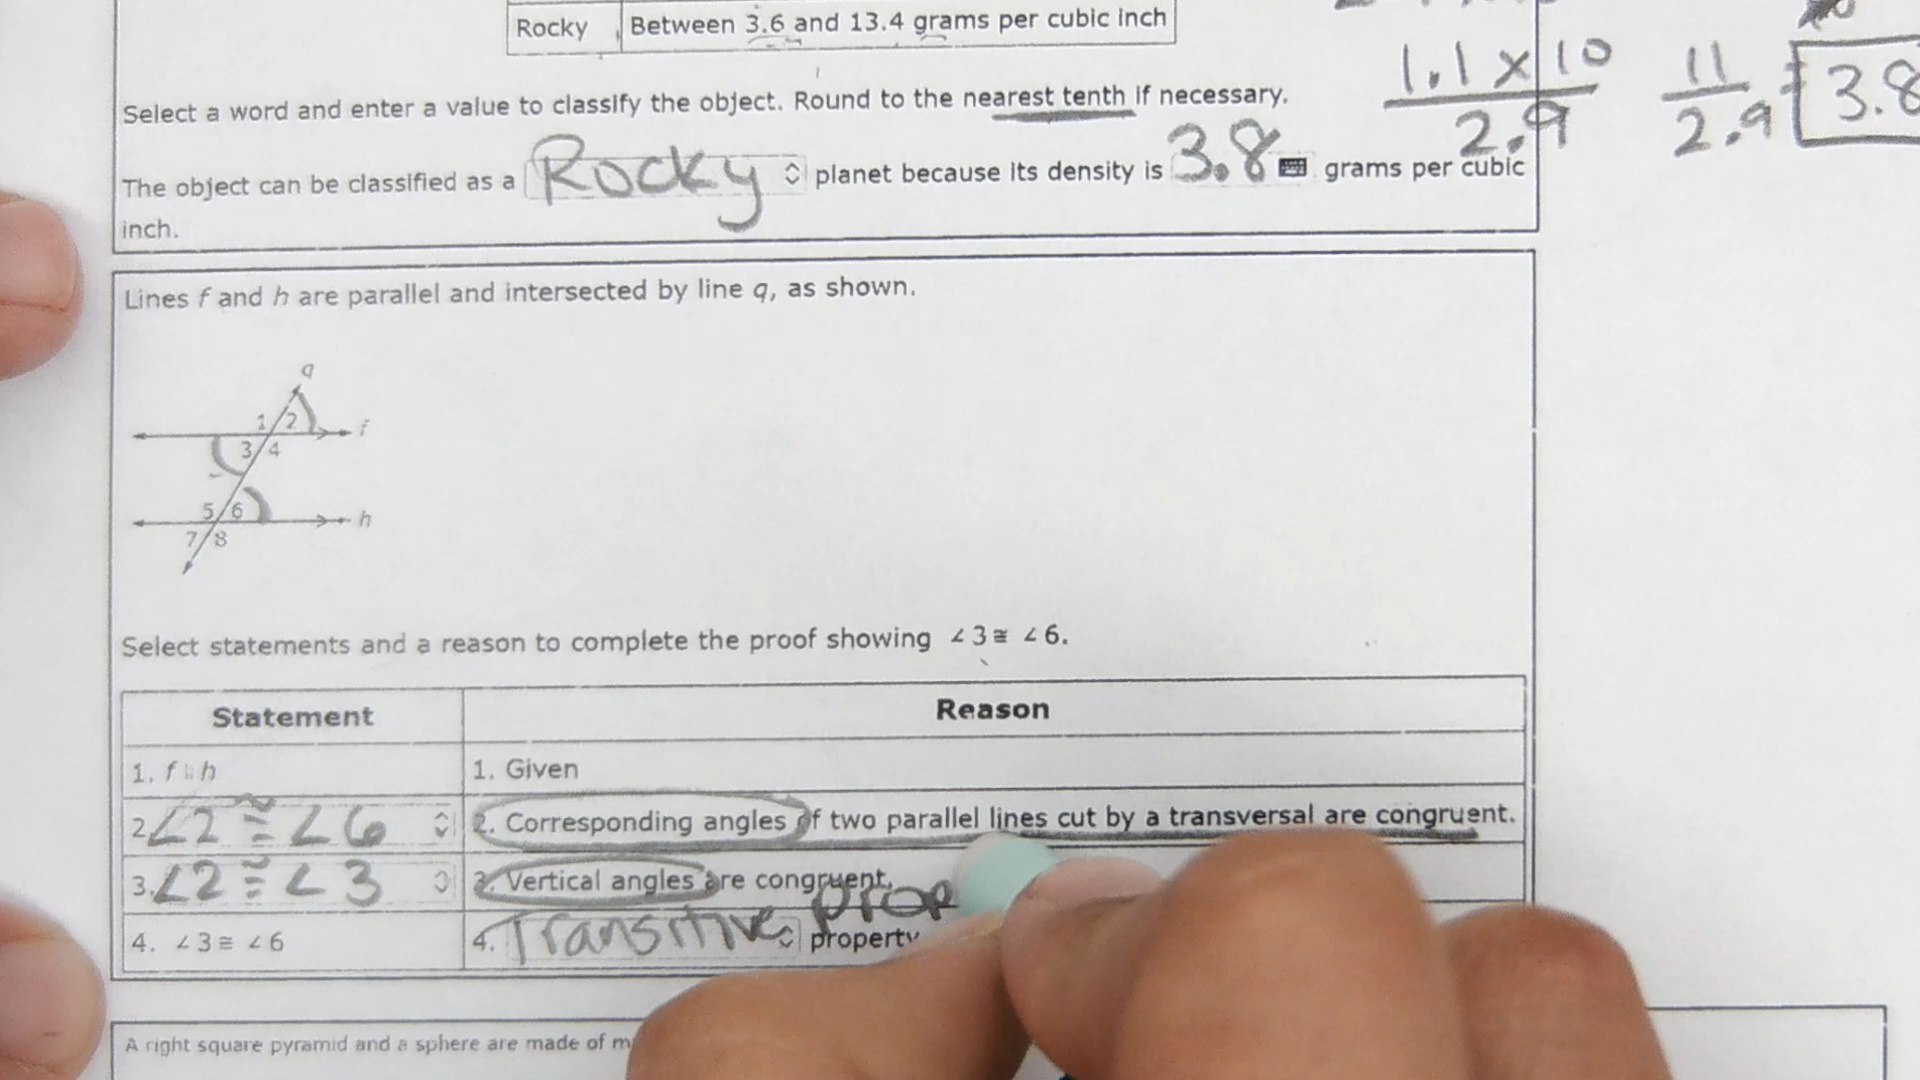 Rocky Between 3.6 and 13.4 grams per cubic inch
1.1 x 10
2.9
11
2.9
3.8
Select a word and enter a value to classify the object. Round to the nearest tenth if necessary.
The object can be classified as a Rocky planet because its density is 3.8 grams per cubic
inch.
Lines f and h are parallel and intersected by line q, as shown.
q
1 2
f
3 4
5 6
h
7 8
Select statements and a reason to complete the proof showing ∠3 ≅ ∠6.
Statement Reason
1. f || h 1. Given
2. ∠2 ≅ ∠6 2. Corresponding angles of two parallel lines cut by a transversal are congruent.
3. ∠2 ≅ ∠3 3. Vertical angles are congruent.
prop
4. ∠3 ≅ ∠6 4. Transitive property
A right square pyramid and a sphere are made of